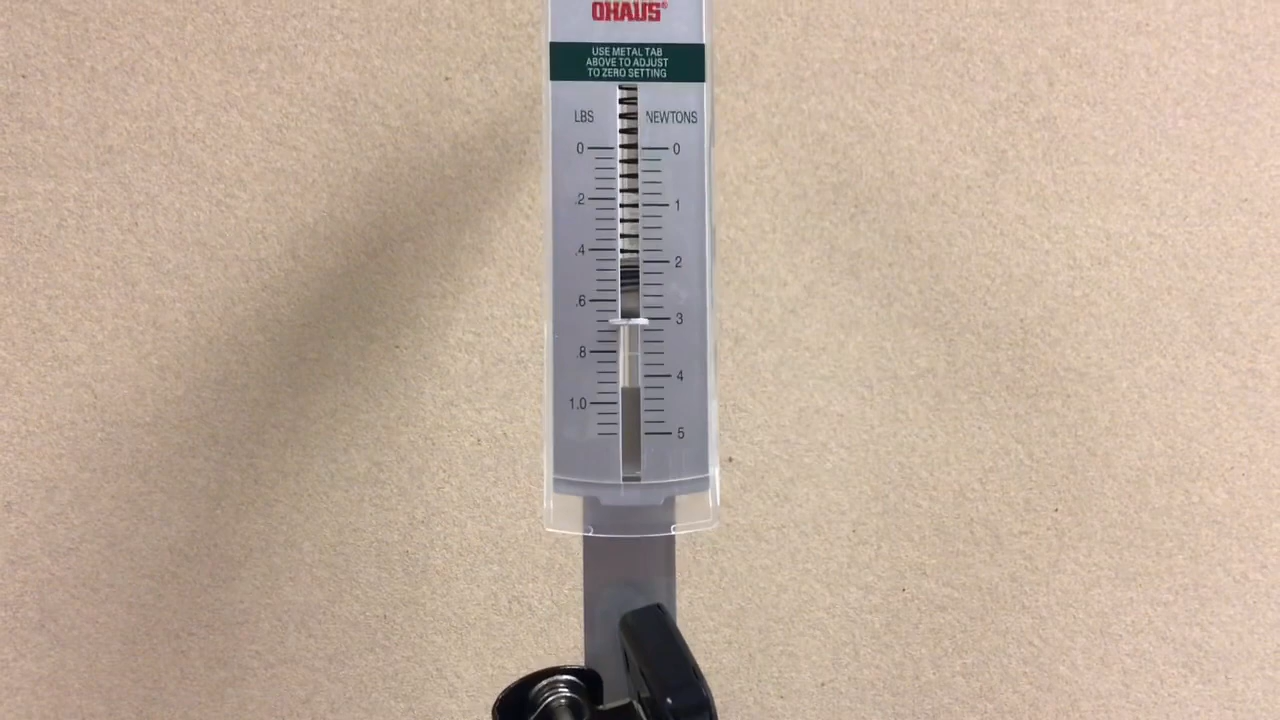 OHAUS®
USE METAL TAB
ABOVE TO ADJUST
TO ZERO SETTING
LBS NEWTONS
0 0
.2 1
.4 2
.6 3
.8 4
1.0 5